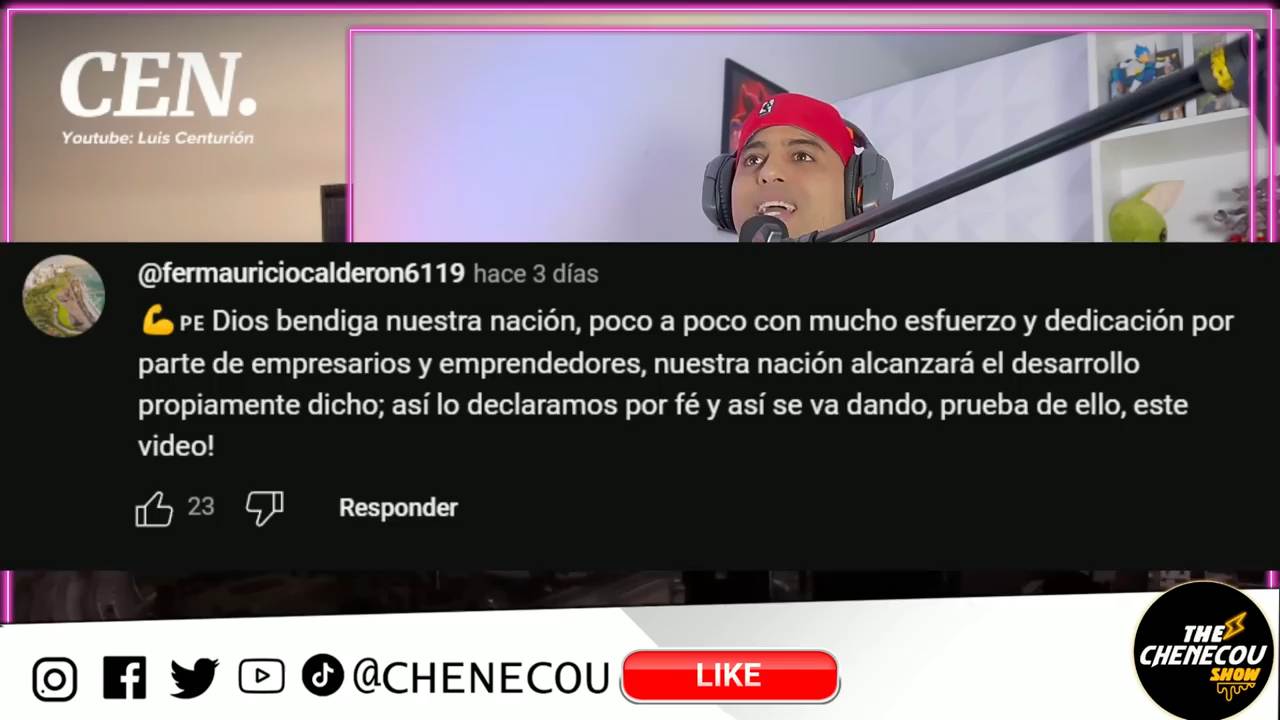 CEN.
Youtube: Luis Centurión
@fermauriciocalderon6119 hace 3 días
💪 PE Dios bendiga nuestra nación, poco a poco con mucho esfuerzo y dedicación por
parte de empresarios y emprendedores, nuestra nación alcanzará el desarrollo
propiamente dicho; así lo declaramos por fé y así se va dando, prueba de ello, este
video!
23 Responder
@CHENECOU
LIKE
THE
CHENECOU
SHOW